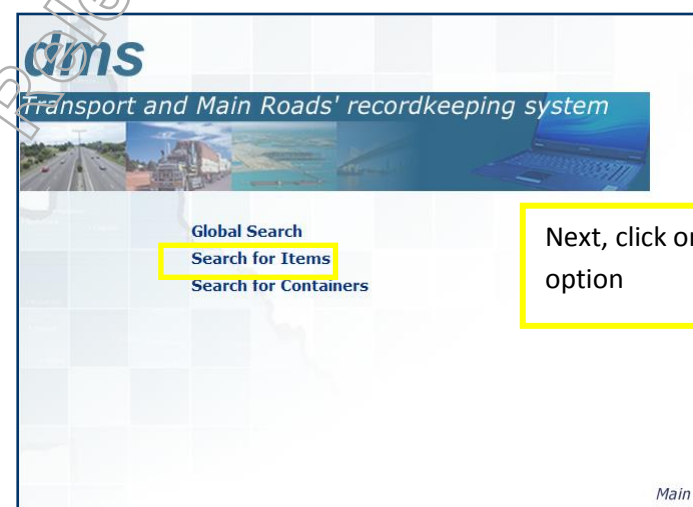 dms
Transport and Main Roads' recordkeeping system
Global Search
Search for Items
Search for Containers
Next, click
option
Main